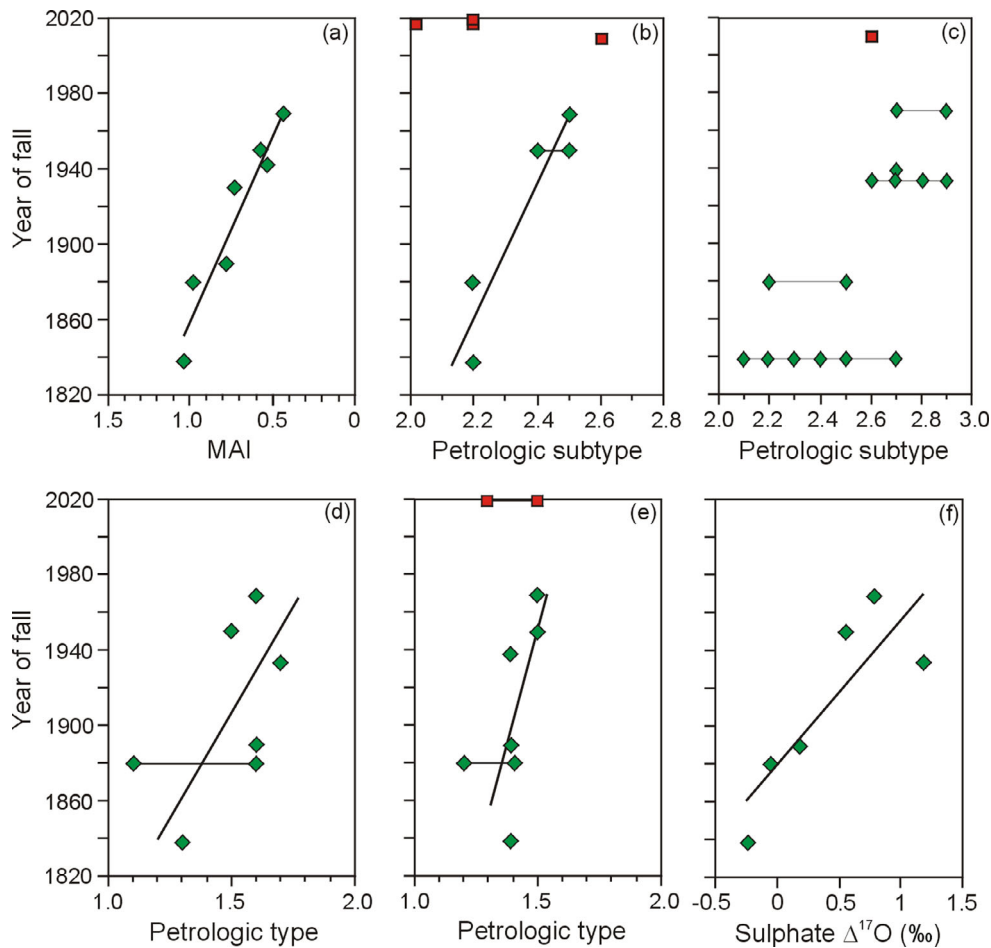 2020 (a) (b) (c)
1980
1940
1900
1860
1820
Year of fall
1.5 1.0 0.5 0
MAI
2.0 2.2 2.4 2.6 2.8
Petrologic subtype
2.0 2.2 2.4 2.6 2.8 3.0
Petrologic subtype
2020 (d) (e) (f)
1980
1940
1900
1860
1820
Year of fall
1.0 1.5 2.0
Petrologic type
1.0 1.5 2.0
Petrologic type
-0.5 0 0.5 1 1.5
Sulphate Δ¹⁷O (‰)